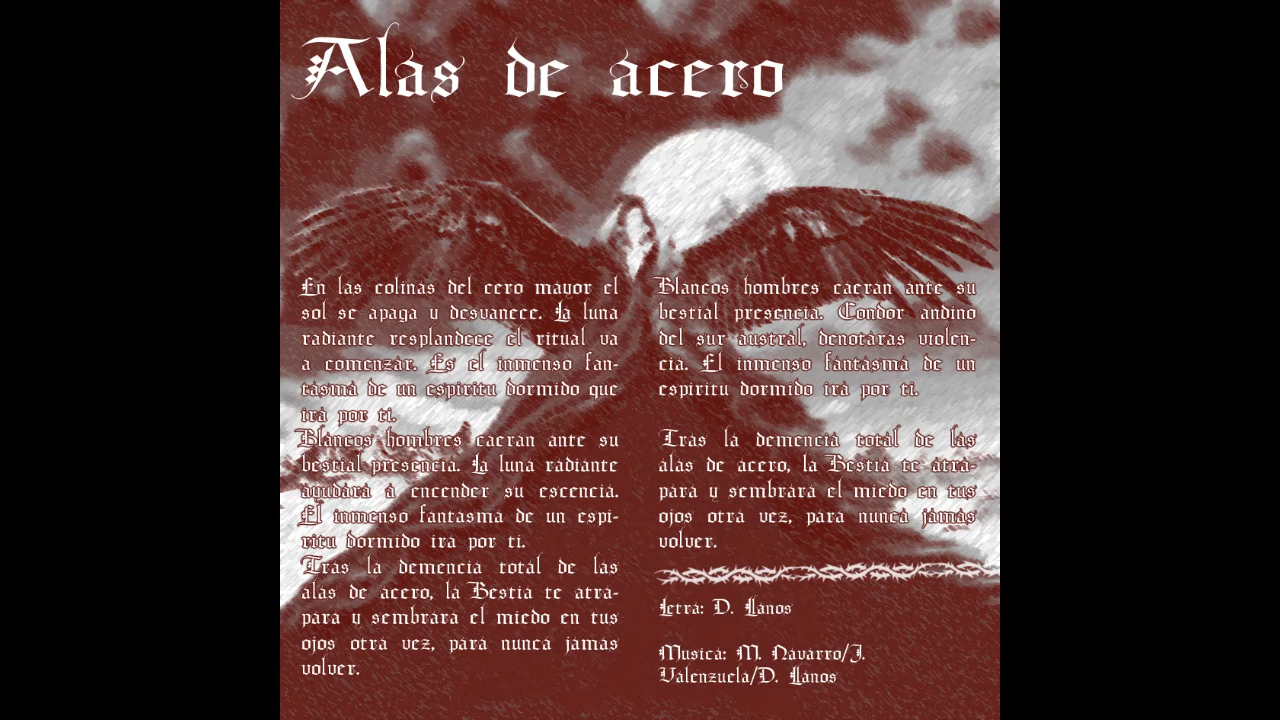 Alas de acero
En las colinas del cero mayor el
sol se apaga y desvanece. La luna
radiante resplandece el ritual va
a comenzar. Es el inmenso fan-
tasma de un espiritu dormido que
irá por ti.
Blancos hombres caeran ante su
bestial presencia. La luna radiante
ayudará a encender su escencia.
El inmenso fantasma de un espi-
ritu dormido ira por ti.
Tras la demencia total de las
alas de acero, la Bestia te atra-
para y sembrara el miedo en tus
ojos otra vez, para nunca jamas
volver.
Blancos hombres caeran ante su
bestial presencia. Condor andino
del sur austral, denotaras violen-
cia. El inmenso fantasma de un
espiritu dormido irá por ti.
Tras la demencia total de las
alas de acero, la Bestia te atra-
para y sembrara el miedo en tus
ojos otra vez, para nunca jamás
volver.
Letra: D. Llanos
Musica: M. Navarro/J.
Valenzuela/D. Llanos